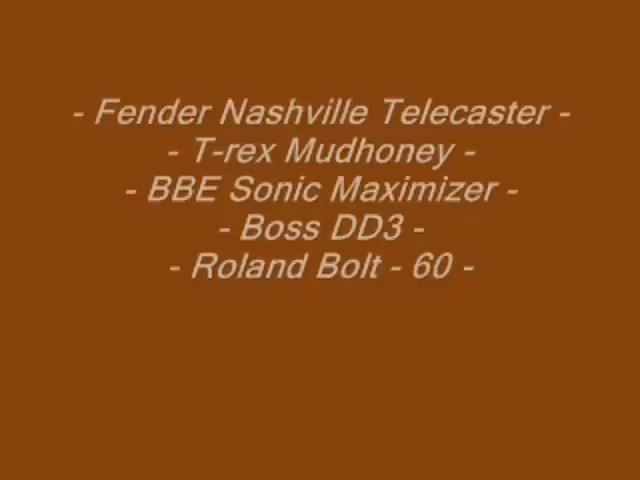 - Fender Nashville Telecaster -
- T-rex Mudhoney -
- BBE Sonic Maximizer -
- Boss DD3 -
- Roland Bolt - 60 -